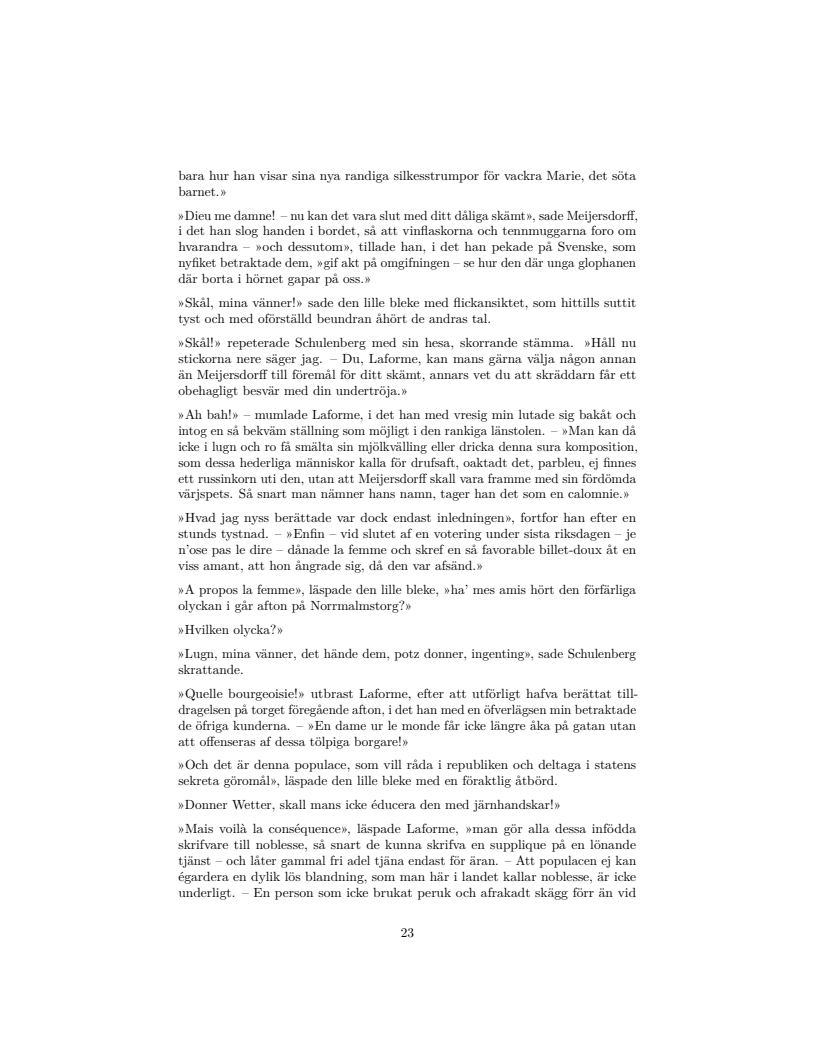 bara hur han visar sina nya randiga silkesstrumpor för vackra Marie, det söta
barnet.»
»Dieu me damne! – nu kan det vara slut med ditt dåliga skämt», sade Meijersdorff,
i det han slog handen i bordet, så att vinflaskorna och tennmuggarna foro om
hvarandra – »och dessutom», tillade han, i det han pekade på Svenske, som
nyfiket betraktade dem, »gif akt på omgifningen – se hur den där unga glophanen
där borta i hörnet gapar på oss.»
»Skål, mina vänner!» sade den lille bleke med flickansiktet, som hittills suttit
tyst och med oförställd beundran åhört de andras tal.
»Skål!» repeterade Schulenberg med sin hesa, skorrande stämma. »Håll nu
stickorna nere säger jag. – Du, Laforme, kan mans gärna välja någon annan
än Meijersdorff till föremål för ditt skämt, annars vet du att skräddarn får ett
obehagligt besvär med din undertröja.»
»Ah bah!» – mumlade Laforme, i det han med vresig min lutade sig bakåt och
intog en så bekväm ställning som möjligt i den rankiga länstolen. – »Man kan då
icke i lugn och ro få smälta sin mjölkvälling eller dricka denna sura komposition,
som dessa hederliga människor kalla för drufsaft, oaktadt det, parbleu, ej finnes
ett russinkorn uti den, utan att Meijersdorff skall vara framme med sin fördömda
värjspets. Så snart man nämner hans namn, tager han det som en calomnie.»
»Hvad jag nyss berättade var dock endast inledningen», fortfor han efter en
stunds tystnad. – »Enfin – vid slutet af en votering under sista riksdagen – je
n'ose pas le dire – dånade la femme och skref en så favorable billet-doux åt en
viss amant, att hon ångrade sig, då den var afsänd.»
»A propos la femme», läspade den lille bleke, »ha' mes amis hört den förfärliga
olyckan i går afton på Norrmalmstorg?»
»Hvilken olycka?»
»Lugn, mina vänner, det hände dem, potz donner, ingenting», sade Schulenberg
skrattande.
»Quelle bourgeoisie!» utbrast Laforme, efter att utförligt hafva berättat till-
dragelsen på torget föregående afton, i det han med en öfverlägsen min betraktade
de öfriga kunderna. – »En dame ur le monde får icke längre åka på gatan utan
att offenseras af dessa tölpiga borgare!»
»Och det är denna populace, som vill råda i republiken och deltaga i statens
sekreta göromål», läspade den lille bleke med en föraktlig åtbörd.
»Donner Wetter, skall mans icke éducera den med järnhandskar!»
»Mais voilà la conséquence», läspade Laforme, »man gör alla dessa infödda
skrifvare till noblesse, så snart de kunna skrifva en supplique på en lönande
tjänst – och låter gammal fri adel tjäna endast för äran. – Att populacen ej kan
égardera en dylik lös blandning, som man här i landet kallar noblesse, är icke
underligt. – En person som icke brukat peruk och afrakadt skägg förr än vid
23